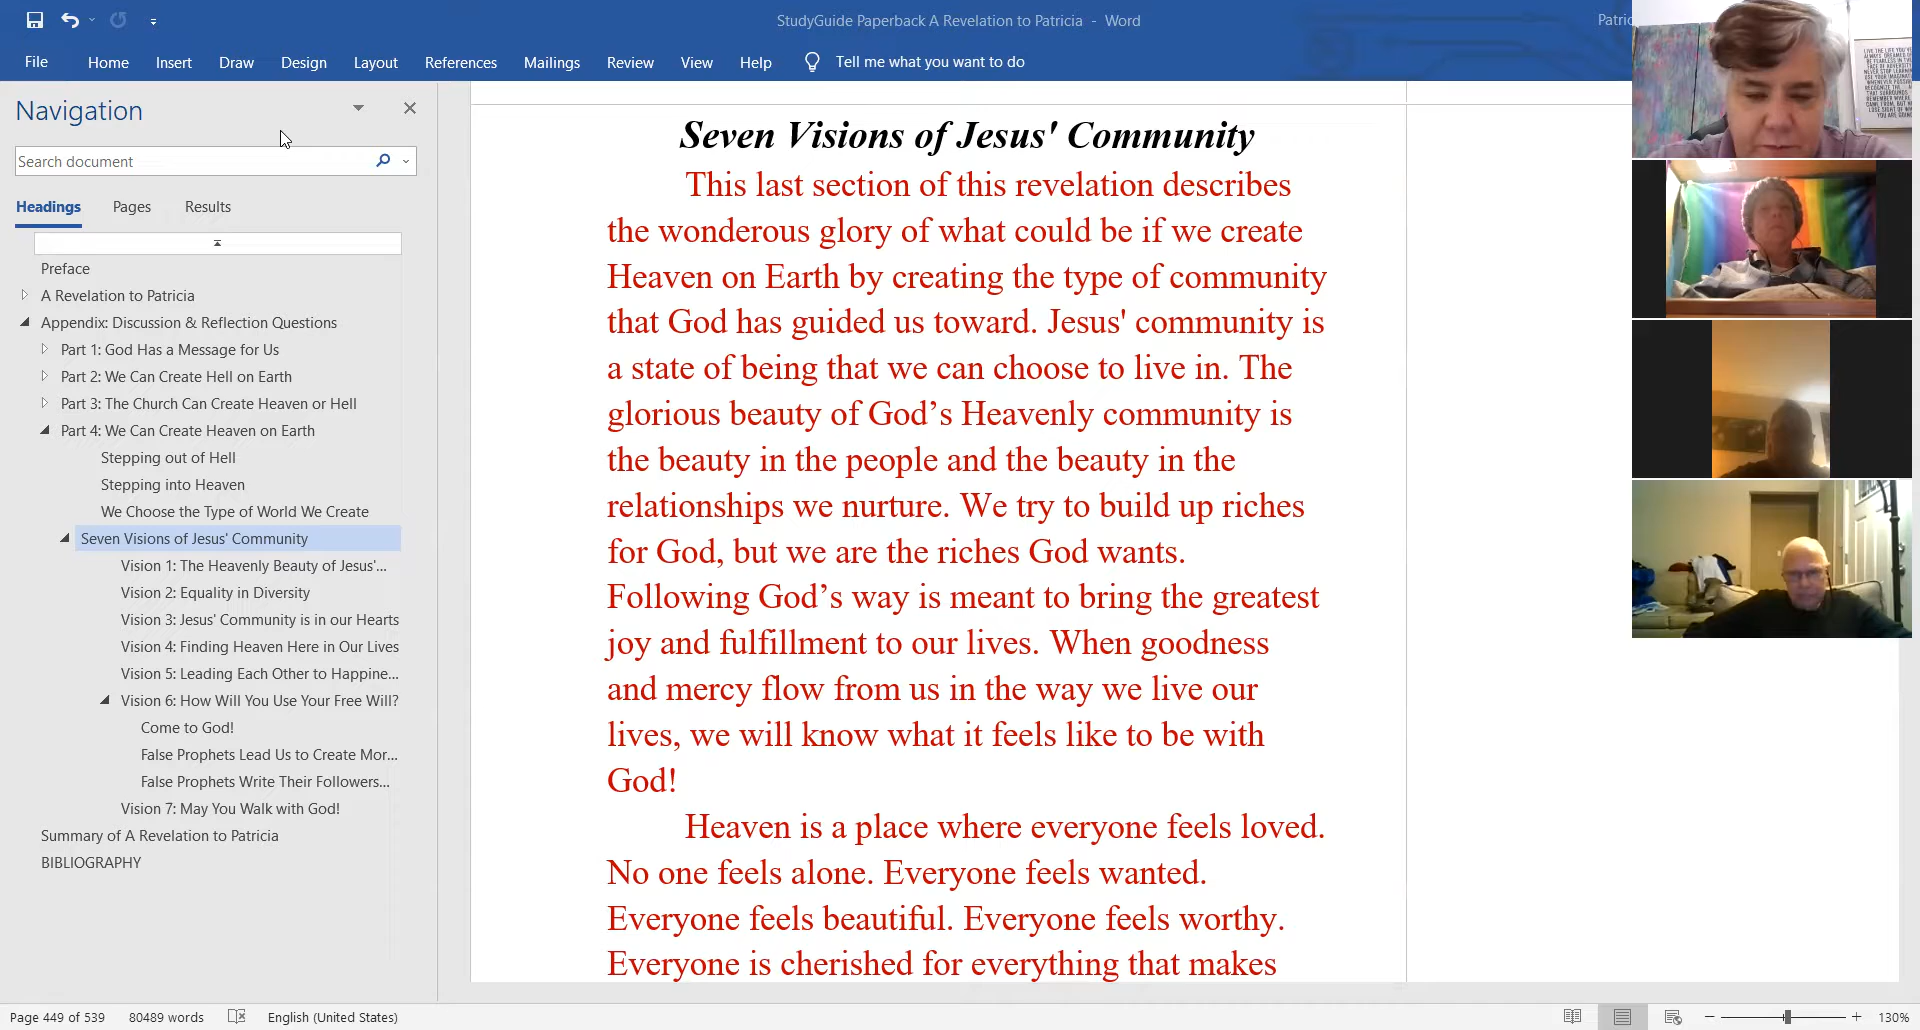 StudyGuide Paperback A Revelation to Patricia - Word
Patric
File Home Insert Draw Design Layout References Mailings Review View Help Tell me what you want to do
Navigation
Search document
Headings Pages Results
Preface
A Revelation to Patricia
Appendix: Discussion & Reflection Questions
Part 1: God Has a Message for Us
Part 2: We Can Create Hell on Earth
Part 3: The Church Can Create Heaven or Hell
Part 4: We Can Create Heaven on Earth
Stepping out of Hell
Stepping into Heaven
We Choose the Type of World We Create
Seven Visions of Jesus' Community
Vision 1: The Heavenly Beauty of Jesus'...
Vision 2: Equality in Diversity
Vision 3: Jesus' Community is in our Hearts
Vision 4: Finding Heaven Here in Our Lives
Vision 5: Leading Each Other to Happine...
Vision 6: How Will You Use Your Free Will?
Come to God!
False Prophets Lead Us to Create Mor...
False Prophets Write Their Followers...
Vision 7: May You Walk with God!
Summary of A Revelation to Patricia
BIBLIOGRAPHY
Seven Visions of Jesus' Community
This last section of this revelation describes
the wonderous glory of what could be if we create
Heaven on Earth by creating the type of community
that God has guided us toward. Jesus' community is
a state of being that we can choose to live in. The
glorious beauty of God’s Heavenly community is
the beauty in the people and the beauty in the
relationships we nurture. We try to build up riches
for God, but we are the riches God wants.
Following God’s way is meant to bring the greatest
joy and fulfillment to our lives. When goodness
and mercy flow from us in the way we live our
lives, we will know what it feels like to be with
God!
Heaven is a place where everyone feels loved.
No one feels alone. Everyone feels wanted.
Everyone feels beautiful. Everyone feels worthy.
Everyone is cherished for everything that makes
Page 449 of 539 80489 words English (United States) 130%